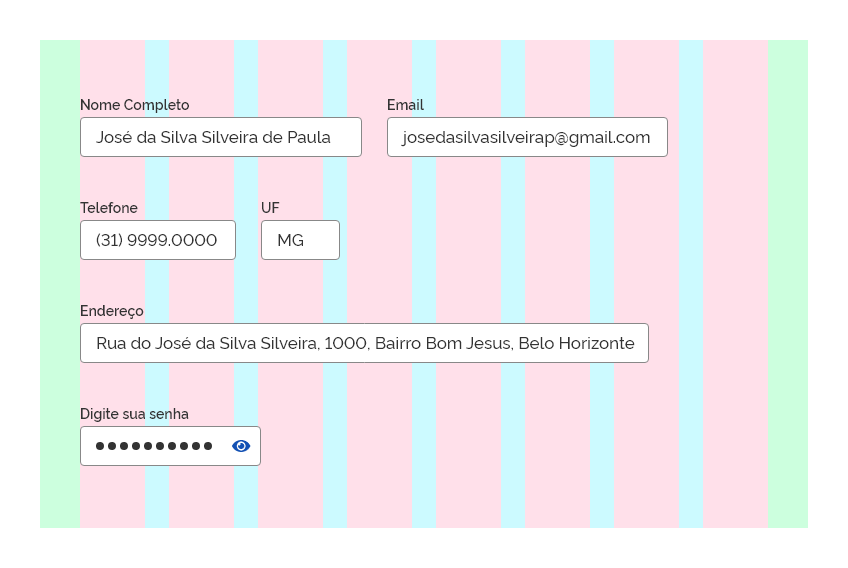 Nome Completo Email
José da Silva Silveira de Paula josedasilvasilveirap@gmail.com
Telefone UF
(31) 9999.0000 MG
Endereço
Rua do José da Silva Silveira, 1000, Bairro Bom Jesus, Belo Horizonte
Digite sua senha
●●●●●●●●●●